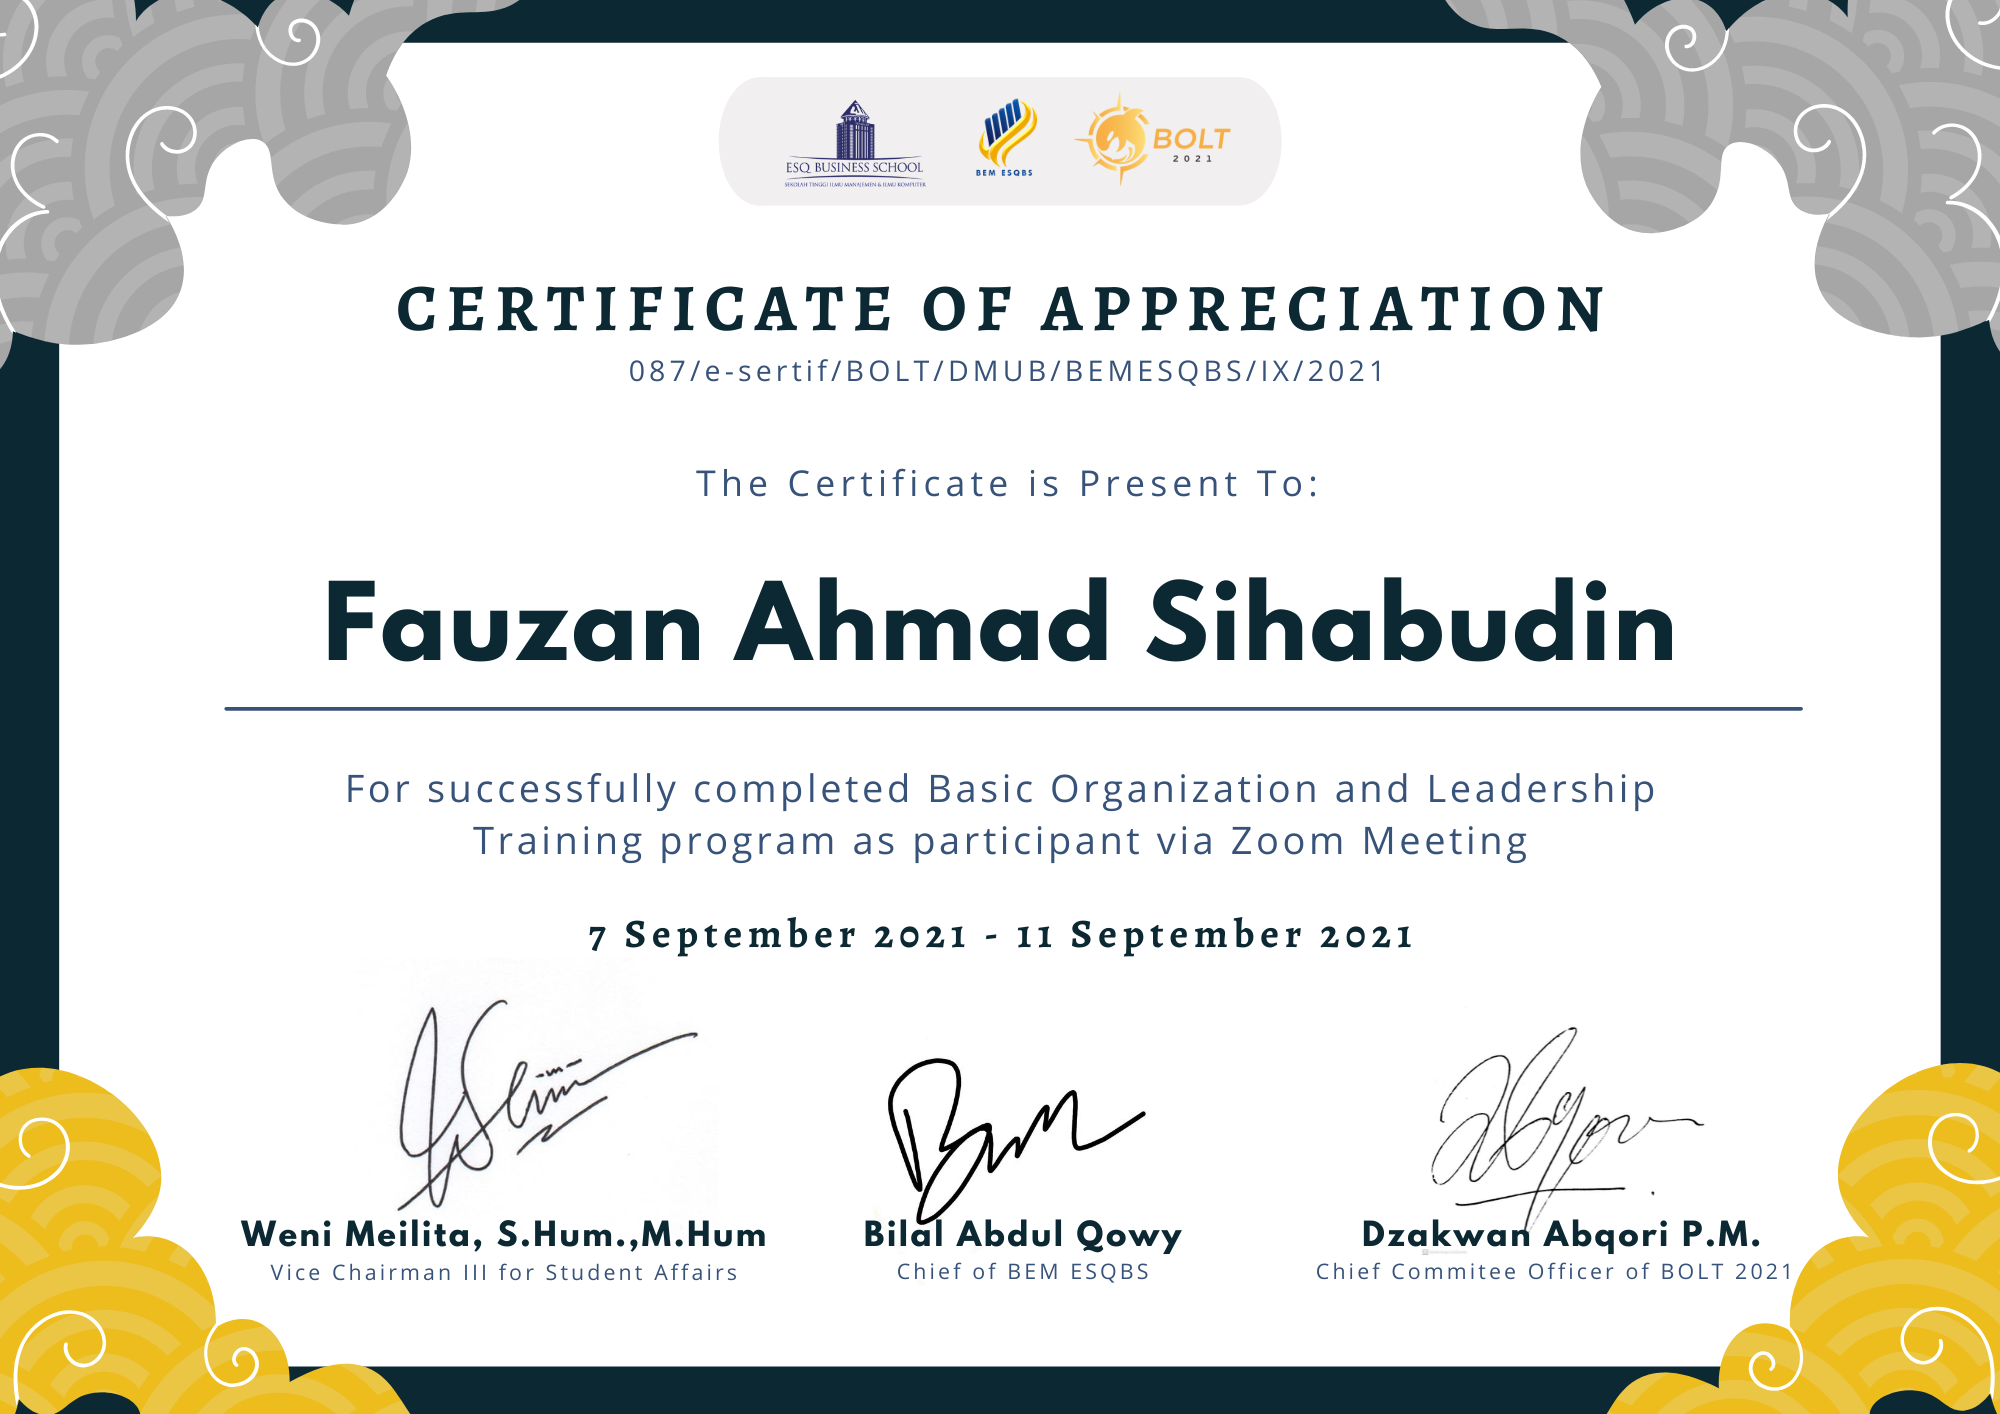 ESQ BUSINESS SCHOOL
SEKOLAH TINGGI ILMU MANAJEMEN & ILMU KOMPUTER
BEM ESQBS
BOLT
2021
CERTIFICATE OF APPRECIATION
087/e-sertif/BOLT/DMUB/BEMESQBS/IX/2021
The Certificate is Present To:
Fauzan Ahmad Sihabudin
For successfully completed Basic Organization and Leadership
Training program as participant via Zoom Meeting
7 September 2021 - 11 September 2021
Weni Meilita, S.Hum.,M.Hum
Vice Chairman III for Student Affairs
Bilal Abdul Qowy
Chief of BEM ESQBS
Dzakwan Abqori P.M.
Chief Commitee Officer of BOLT 2021